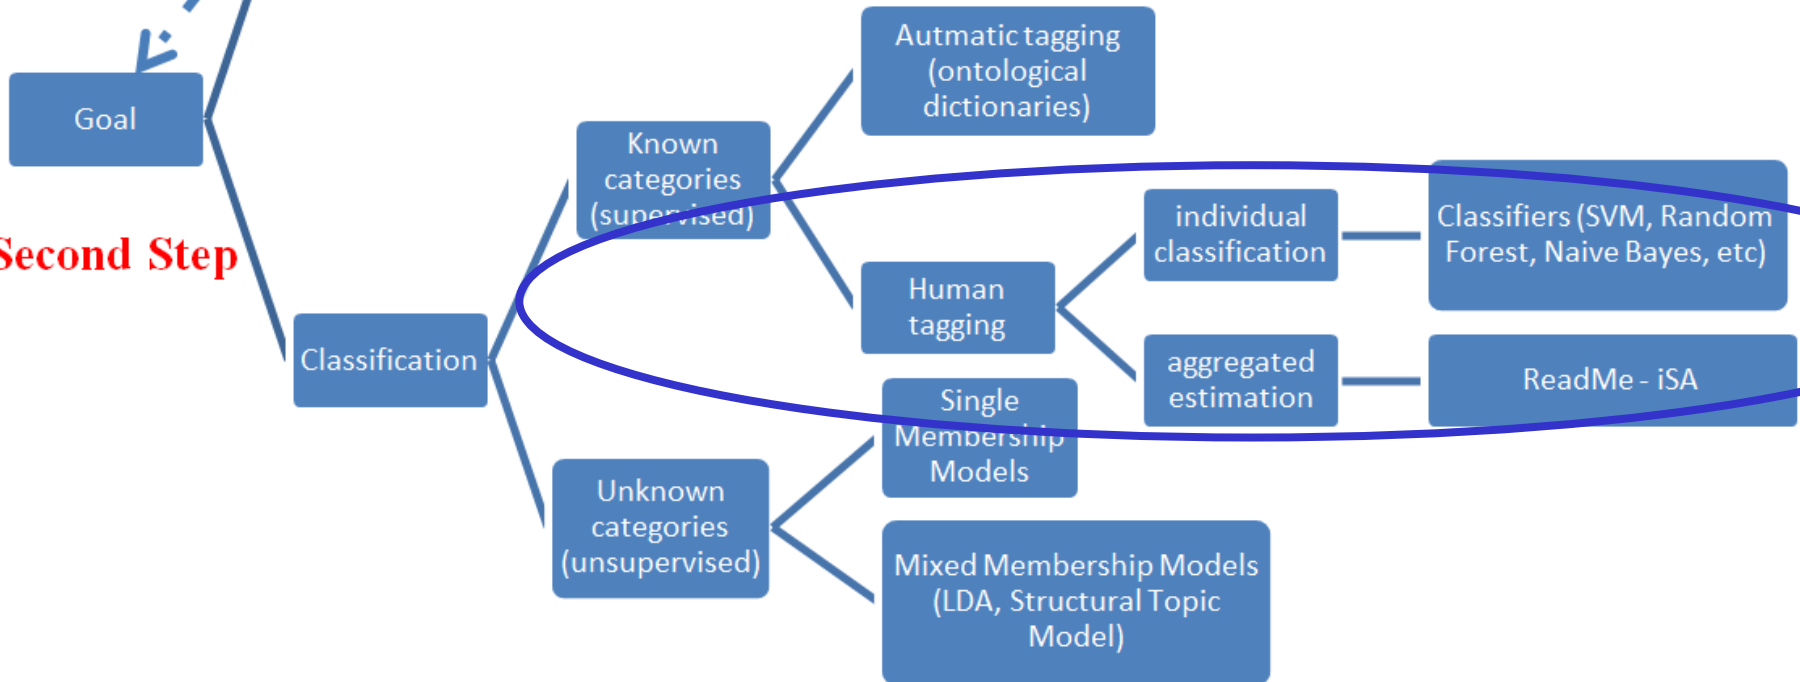 Autmatic tagging
(ontological
dictionaries)
Goal
Known
categories
(supervised)
individual
classification
Classifiers (SVM, Random
Forest, Naive Bayes, etc)
Second Step
Human
tagging
Classification
aggregated
estimation
ReadMe - iSA
Single
Membership
Models
Unknown
categories
(unsupervised)
Mixed Membership Models
(LDA, Structural Topic
Model)